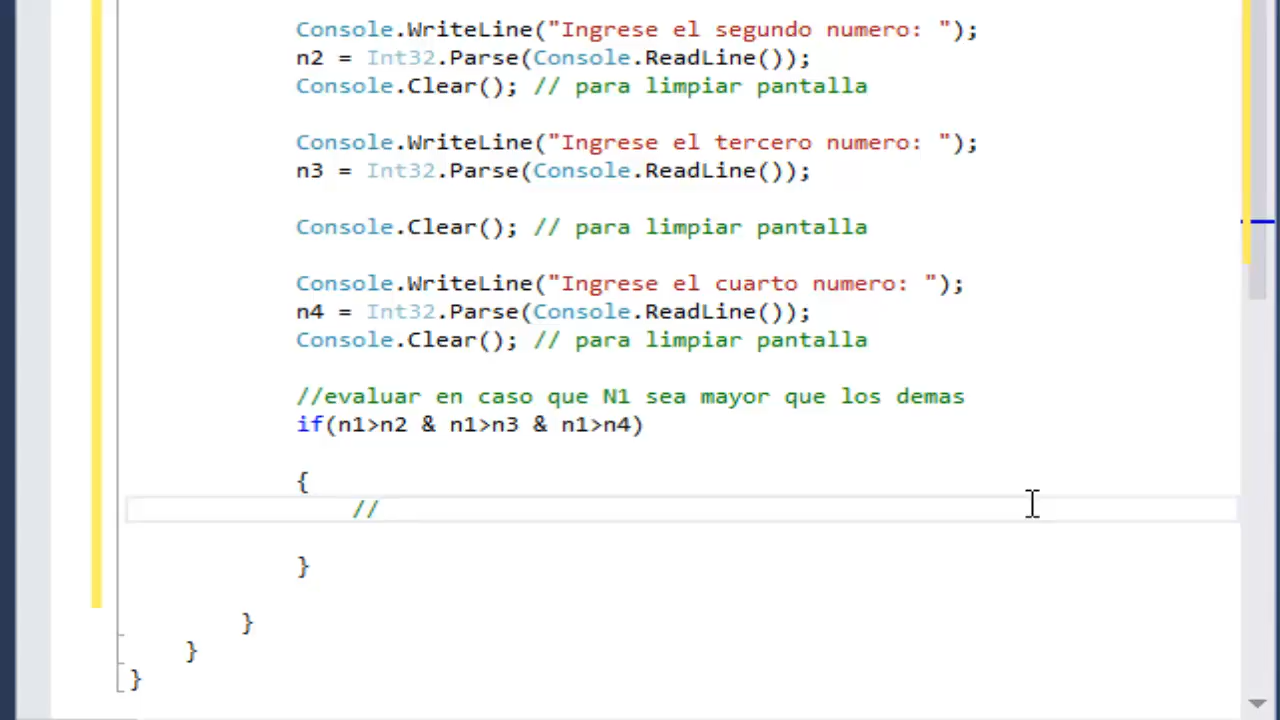 Console.WriteLine("Ingrese el segundo numero: ");
n2 = Int32.Parse(Console.ReadLine());
Console.Clear(); // para limpiar pantalla
Console.WriteLine("Ingrese el tercero numero: ");
n3 = Int32.Parse(Console.ReadLine());
Console.Clear(); // para limpiar pantalla
Console.WriteLine("Ingrese el cuarto numero: ");
n4 = Int32.Parse(Console.ReadLine());
Console.Clear(); // para limpiar pantalla
//evaluar en caso que N1 sea mayor que los demas
if(n1>n2 & n1>n3 & n1>n4)
{
//
}
}
}
}